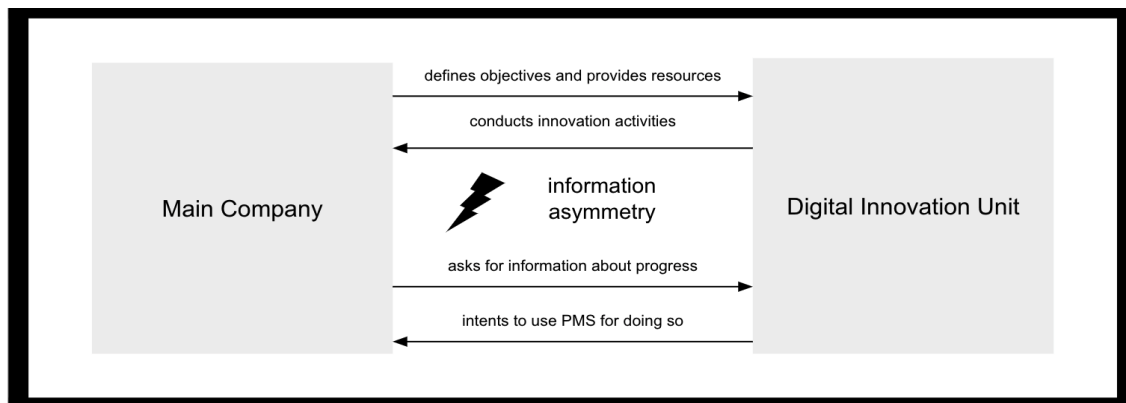 defines objectives and provides resources
conducts innovation activities
Main Company
information
asymmetry
Digital Innovation Unit
asks for information about progress
intents to use PMS for doing so